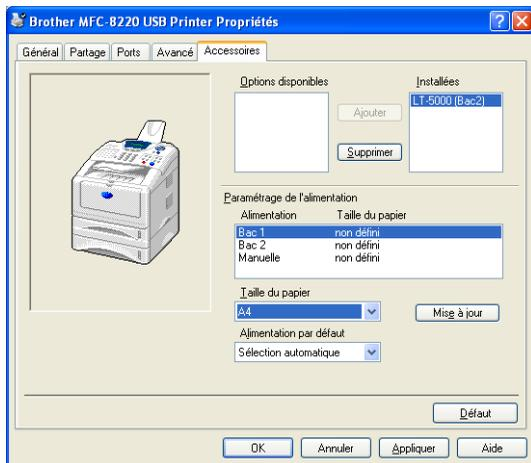 Brother MFC-8220 USB Printer Propriétés
Général Partage Ports Avancé Accessoires
Options disponibles
Installées
Ajouter
LT-5000 (Bac2)
Supprimer
Paramétrage de l'alimentation
Alimentation Taille du papier
Bac 1 non défini
Bac 2 non défini
Manuelle non défini
Taille du papier
A4
Mise à jour
Alimentation par défaut
Sélection automatique
Défaut
OK Annuler Appliquer Aide